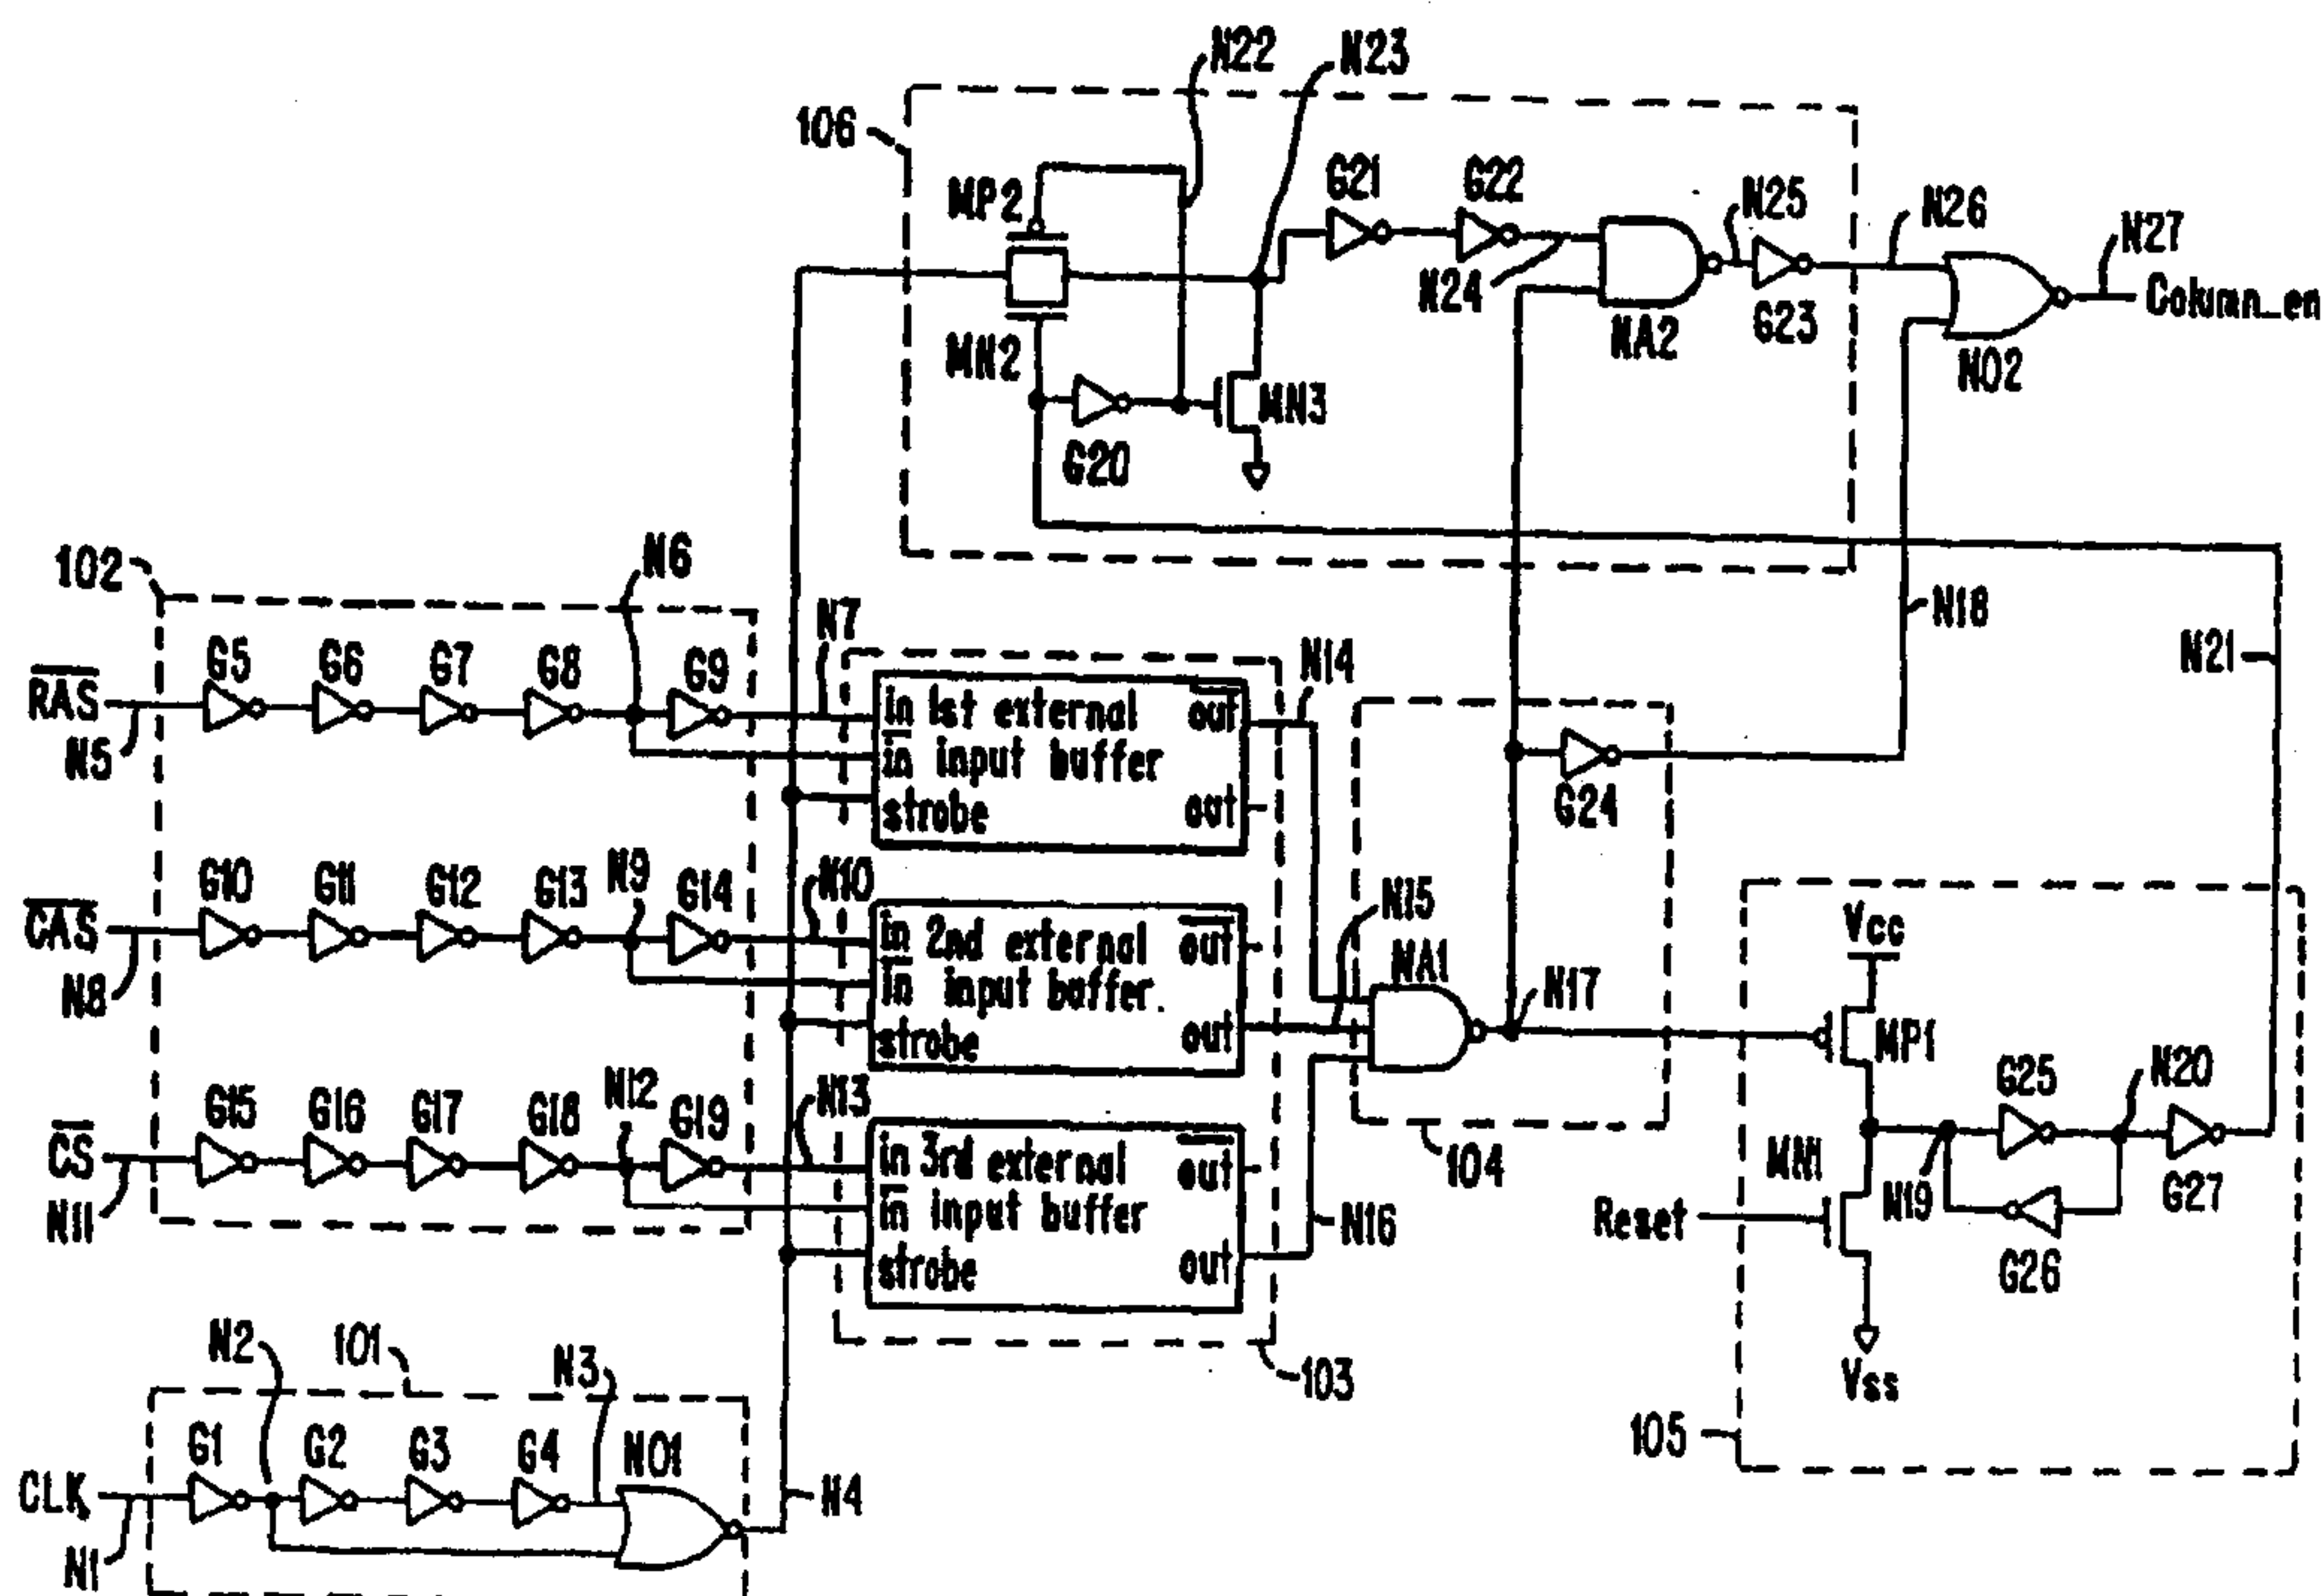 N22 N23
106
MP2 G21 G22 N25 N26 N27
N24 Column_en
MN2 NA2 G23 NO2
MN3
G20
102 N6
N18
N21
G5 G6 G7 G8 G9 N7 N14
RAS
N5
in 1st external out
in input buffer
strobe out
G24
G10 G11 G12 G13 N9 G14 N10 N15
CAS
N8
in 2nd external out
in input buffer.
strobe out
NA1 N17
Vcc
MP1
G15 G16 G17 G18 N12 G19 N13
CS
N11
in 3rd external out
in input buffer
strobe out
104
N16
G25 N20
MN1
N19
G27
Reset
G26
Vss
N2 101 N3 103
105
G1 G2 G3 G4 NO1
CLK
N1
N4